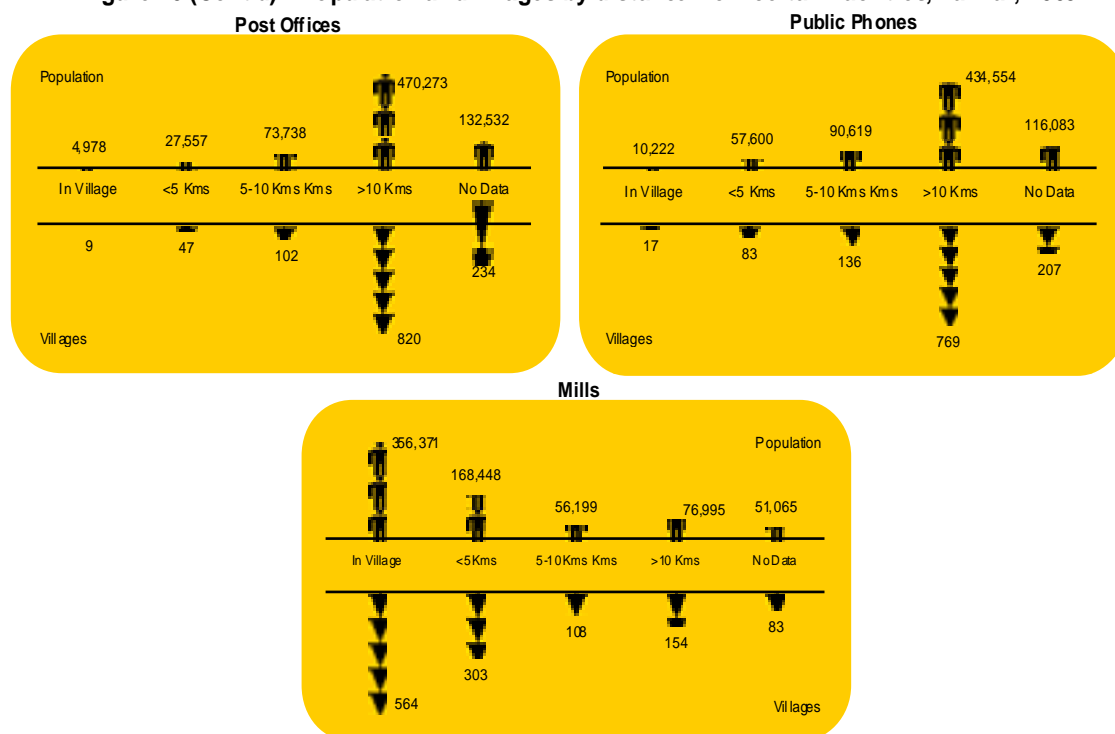 Post Offices
Population
470,273
4,978
27,557
73,738
132,532
In Village
<5 Kms
5-10 Kms Kms
>10 Kms
No Data
9
47
102
820
234
Villages
Public Phones
Population
434,554
10,222
57,600
90,619
116,083
In Village
<5 Kms
5-10 Kms Kms
>10 Kms
No Data
17
83
136
769
207
Villages
Mills
Population
356,371
168,448
56,199
76,995
51,065
In Village
<5Kms
5-10Kms Kms
>10 Kms
No Data
564
303
108
154
83
Villages